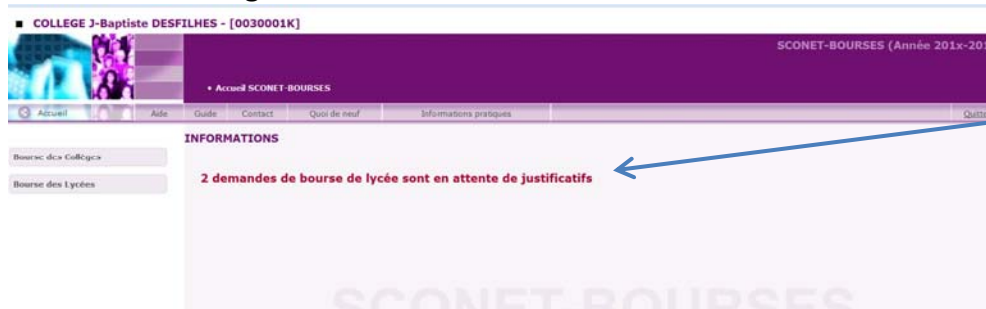 COLLEGE J-Baptiste DESFILHES - [0030001K]
SCONET-BOURSES (Année 201x-20
• Accueil SCONET-BOURSES
Accueil Aide Guide Contact Quoi de neuf Informations pratiques Quitte
INFORMATIONS
Bourse des Collèges
2 demandes de bourse de lycée sont en attente de justificatifs
Bourse des Lycées
SCONET-BOURSES